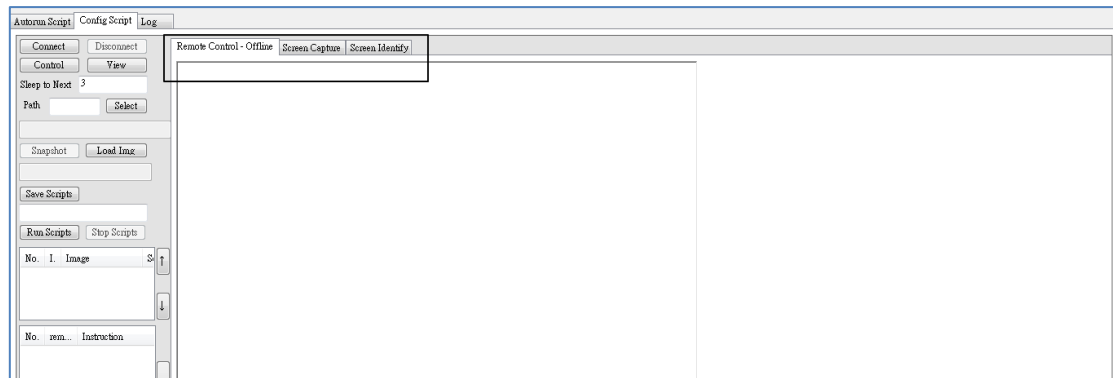 Autorun Script Config Script Log
Connect Disconnect
Remote Control - Offline Screen Capture Screen Identify
Control View
Sleep to Next 3
Path Select
Snapshot Load Img
Save Scripts
Run Scripts Stop Scripts
No. I. Image
↑
↓
No. rem... Instruction